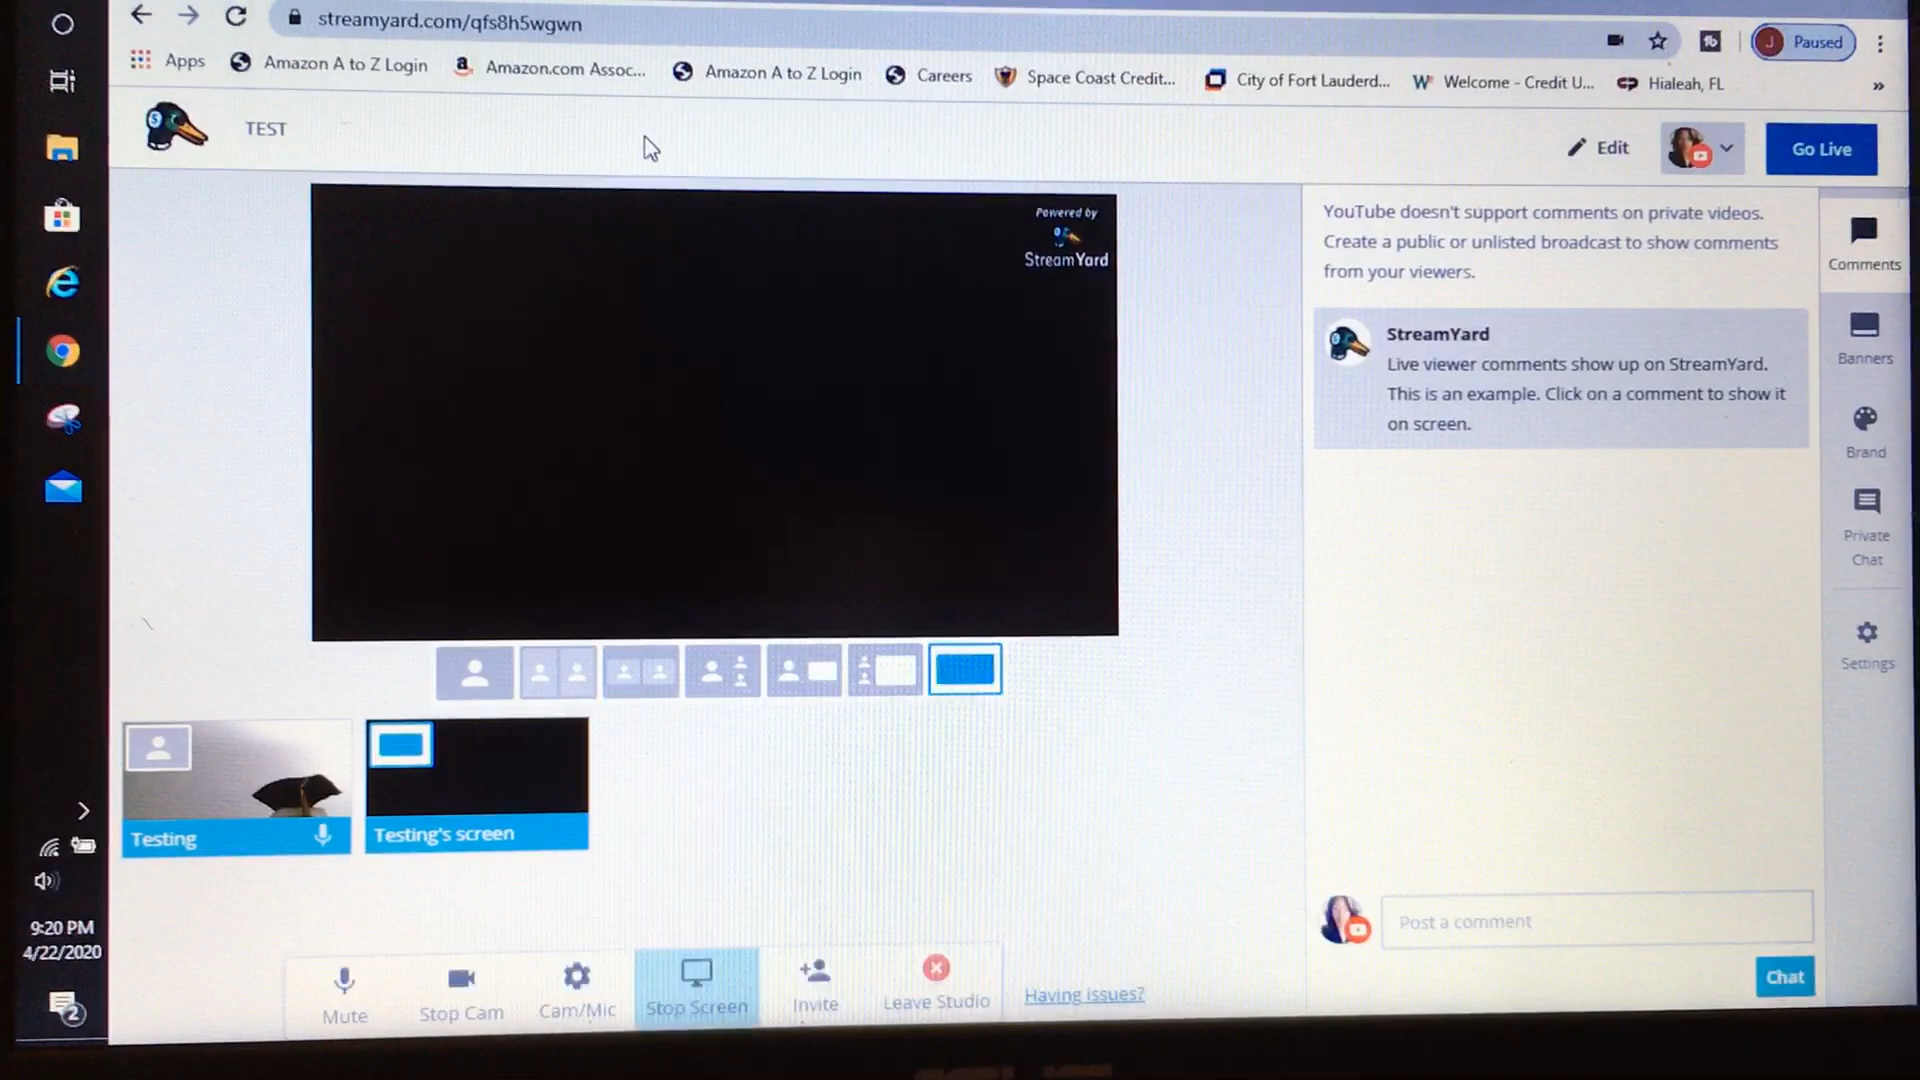 streamyard.com/qfs8h5wgwn
J Paused
Apps Amazon A to Z Login Amazon.com Assoc... Amazon A to Z Login Careers Space Coast Credit... City of Fort Lauderd... Welcome - Credit U... Hialeah, FL »
TEST
Edit
Go Live
Powered by
StreamYard
YouTube doesn't support comments on private videos.
Create a public or unlisted broadcast to show comments
from your viewers.
StreamYard
Live viewer comments show up on StreamYard.
This is an example. Click on a comment to show it
on screen.
Comments
Banners
Brand
Private
Chat
Settings
Testing
Testing's screen
9:20 PM
4/22/2020
2
Mute
Stop Cam
Cam/Mic
Stop Screen
Invite
Leave Studio
Having issues?
Post a comment
Chat